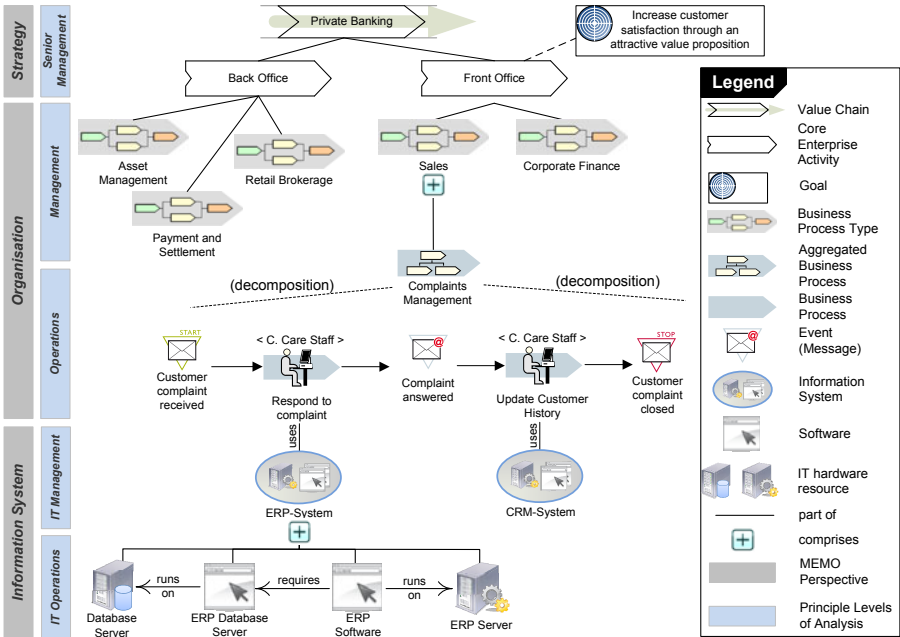 Strategy
Senior
Management
Private Banking
Increase customer
satisfaction through an
attractive value proposition
Back Office
Front Office
Organisation
Management
Asset
Management
Retail Brokerage
Payment and
Settlement
Sales
Corporate Finance
Complaints
Management
Operations
(decomposition)
(decomposition)
START
Customer
complaint
received
< C. Care Staff >
Respond to
complaint
@
Complaint
answered
< C. Care Staff >
Update Customer
History
STOP
Customer
complaint
closed
uses
uses
Information System
IT Management
ERP-System
CRM-System
IT Operations
Database
Server
runs
on
ERP Database
Server
requires
ERP
Software
runs
on
ERP Server
Legend
Value Chain
Core
Enterprise
Activity
Goal
Business
Process Type
Aggregated
Business
Process
Business
Process
@
Event
(Message)
Information
System
Software
IT hardware
resource
part of
comprises
MEMO
Perspective
Principle Levels
of Analysis